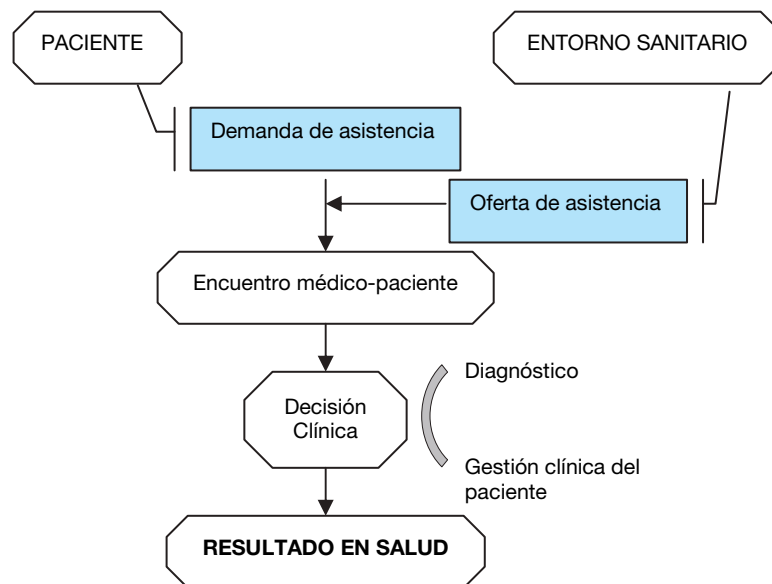 PACIENTE
ENTORNO SANITARIO
Demanda de asistencia
Oferta de asistencia
Encuentro médico-paciente
Decisión
Clínica
Diagnóstico
Gestión clínica del
paciente
RESULTADO EN SALUD